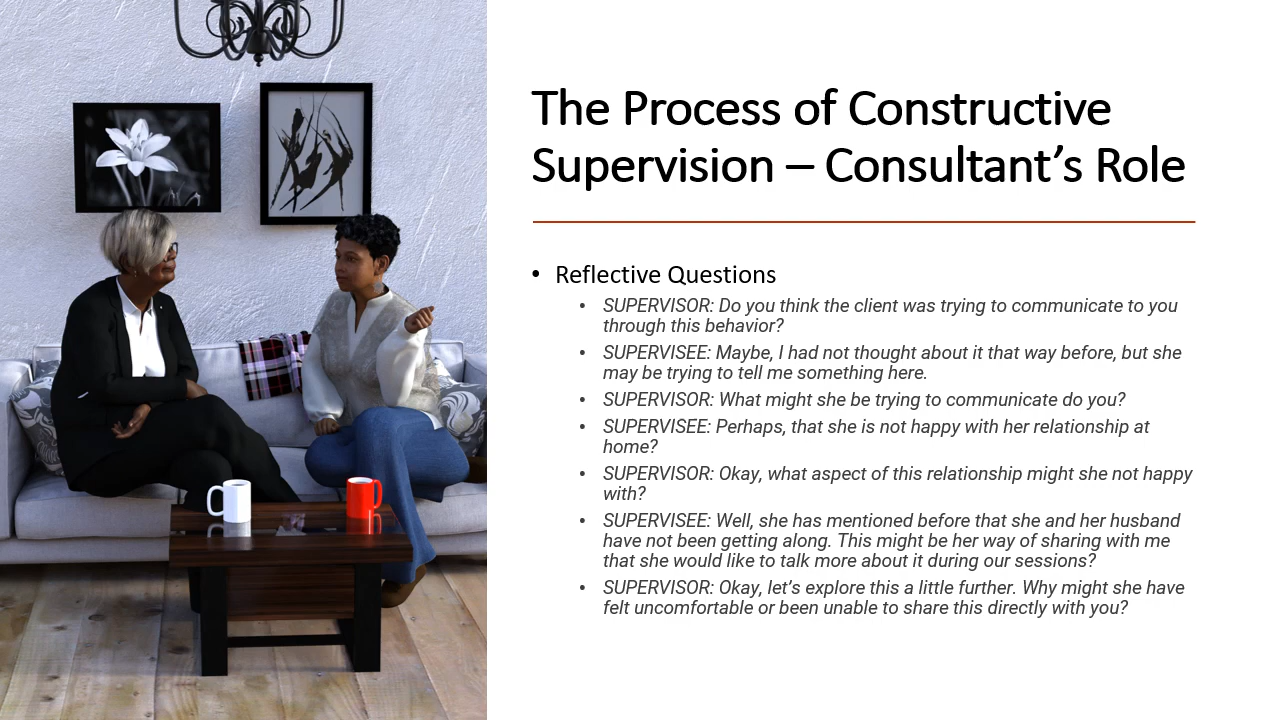 The Process of Constructive
Supervision – Consultant’s Role
• Reflective Questions
• SUPERVISOR: Do you think the client was trying to communicate to you
through this behavior?
• SUPERVISEE: Maybe, I had not thought about it that way before, but she
may be trying to tell me something here.
• SUPERVISOR: What might she be trying to communicate do you?
• SUPERVISEE: Perhaps, that she is not happy with her relationship at
home?
• SUPERVISOR: Okay, what aspect of this relationship might she not happy
with?
• SUPERVISEE: Well, she has mentioned before that she and her husband
have not been getting along. This might be her way of sharing with me
that she would like to talk more about it during our sessions?
• SUPERVISOR: Okay, let’s explore this a little further. Why might she have
felt uncomfortable or been unable to share this directly with you?